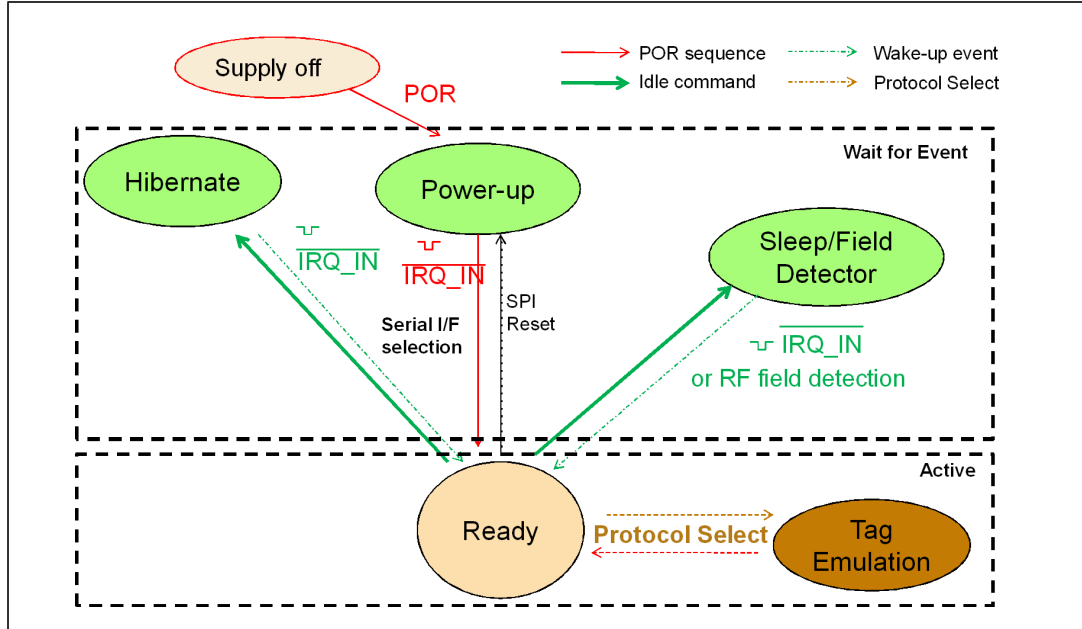 Supply off
POR
POR sequence
Idle command
Wake-up event
Protocol Select
Wait for Event
Hibernate
Power-up
Sleep/Field
Detector
IRQ_IN
IRQ_IN
Serial I/F
selection
SPI
Reset
IRQ_IN
or RF field detection
Active
Ready
Protocol Select
Tag
Emulation